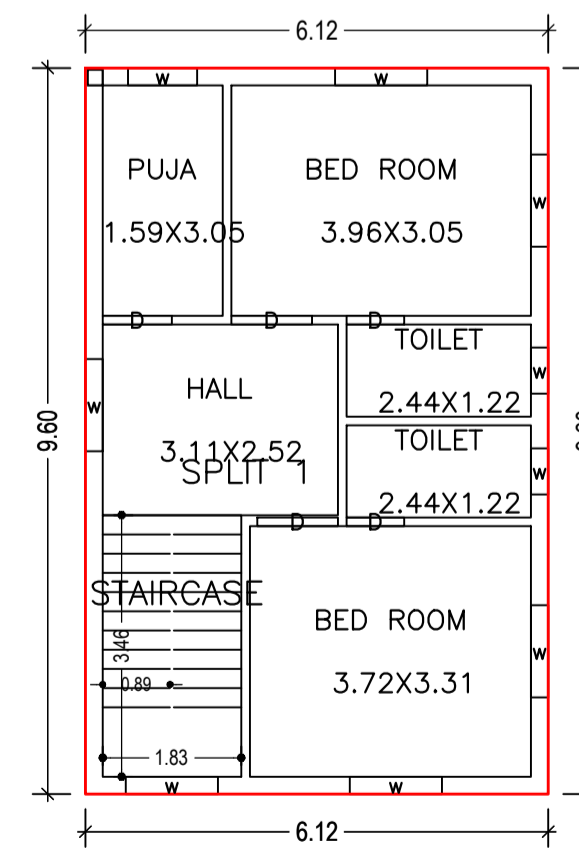 6.12
W
W
PUJA
BED ROOM
1.59X3.05
3.96X3.05
W
D
D
D
TOILET
HALL
W
2.44X1.22
W
9.60
3.11X2.52
TOILET
SPLIT 1
W
2.44X1.22
D
D
STAIRCASE
BED ROOM
3.46
W
0.89
3.72X3.31
1.83
W
W
6.12